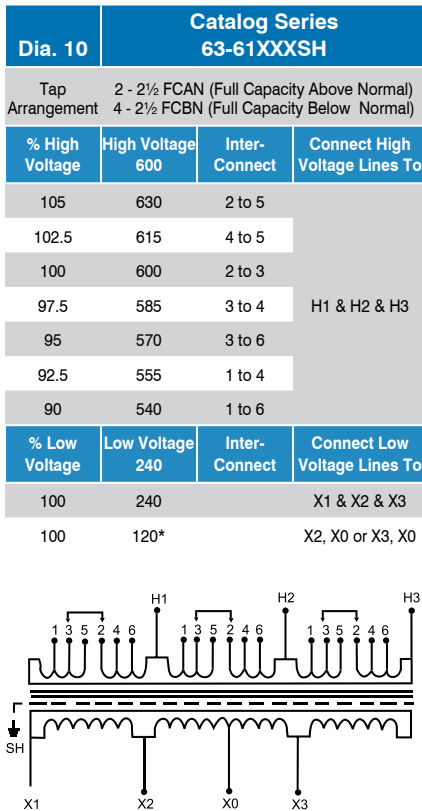 Dia. 10
Catalog Series
63-61XXXSH
Tap
Arrangement
2 - 2½ FCAN (Full Capacity Above Normal)
4 - 2½ FCBN (Full Capacity Below Normal)
% High
Voltage
High Voltage
600
Inter-
Connect
Connect High
Voltage Lines To
105 630 2 to 5
102.5 615 4 to 5
100 600 2 to 3
97.5 585 3 to 4 H1 & H2 & H3
95 570 3 to 6
92.5 555 1 to 4
90 540 1 to 6
% Low
Voltage
Low Voltage
240
Inter-
Connect
Connect Low
Voltage Lines To
100 240 X1 & X2 & X3
100 120* X2, X0 or X3, X0
H1 H2 H3
1 3 5 2 4 6 1 3 5 2 4 6 1 3 5 2 4 6
SH
X1 X2 X0 X3